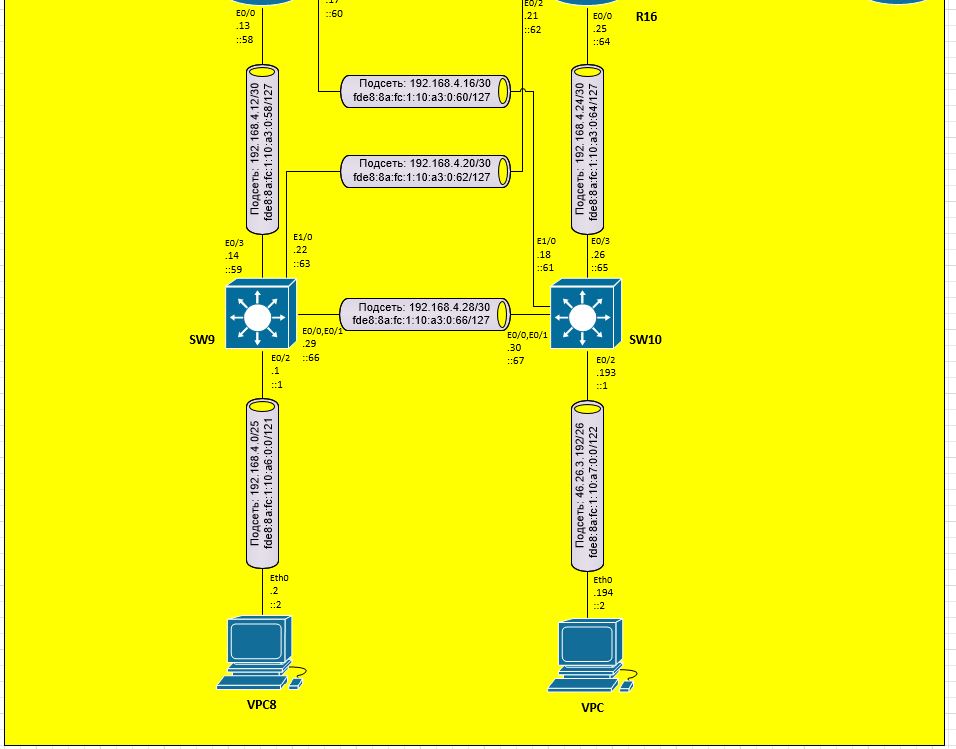 E0/0
.13
::58
.17
::60
E0/2
.21
::62
E0/0
.25
::64
R16
Подсеть: 192.168.4.16/30
fde8:8a:fc:1:10:a3:0:60/127
Подсеть: 192.168.4.12/30
fde8:8a:fc:1:10:a3:0:58/127
Подсеть: 192.168.4.24/30
fde8:8a:fc:1:10:a3:0:64/127
Подсеть: 192.168.4.20/30
fde8:8a:fc:1:10:a3:0:62/127
E0/3
.14
::59
E1/0
.22
::63
E1/0
.18
::61
E0/3
.26
::65
Подсеть: 192.168.4.28/30
fde8:8a:fc:1:10:a3:0:66/127
SW9
E0/0,E0/1
.29
::66
E0/0,E0/1
.30
::67
SW10
E0/2
.1
::1
E0/2
.193
::1
Подсеть: 192.168.4.0/25
fde8:8a:fc:1:10:a6:0:0/121
Подсеть: 46.26.3.192/26
fde8:8a:fc:1:10:a7:0:0/122
Eth0
.2
::2
Eth0
.194
::2
VPC8
VPC